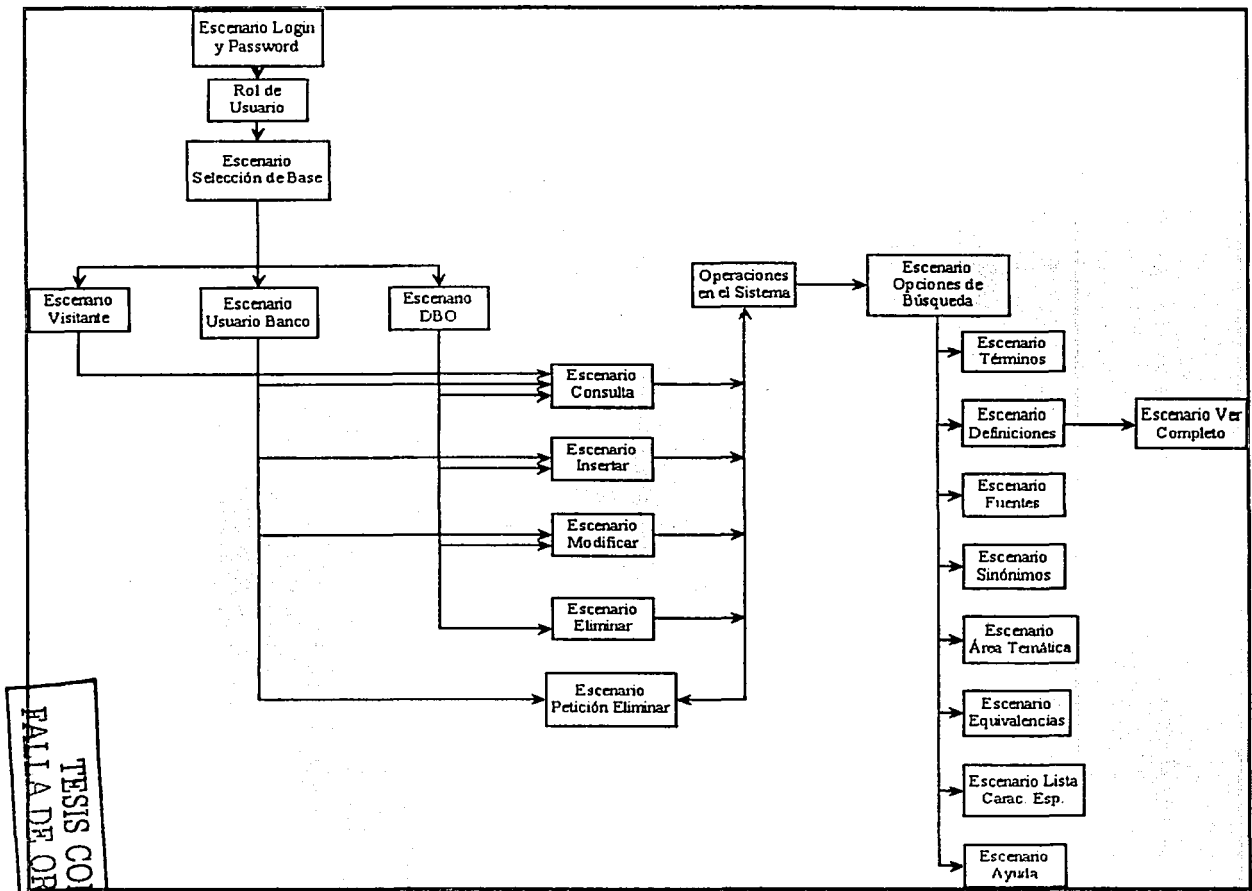 Escenario Login
y Password
Rol de
Usuario
Escenario
Selección de Base
Escenario
Visitante
Escenario
Usuario Banco
Escenario
DBO
Operaciones
en el Sistema
Escenario
Opciones de
Búsqueda
Escenario
Consulta
Escenario
Insertar
Escenario
Modificar
Escenario
Eliminar
Escenario
Petición Eliminar
Escenario
Términos
Escenario
Definiciones
Escenario Ver
Completo
Escenario
Fuentes
Escenario
Sinónimos
Escenario
Área Temática
Escenario
Equivalencias
Escenario Lista
Carac. Esp.
Escenario
Ayuda
TESIS CO
FALLA DE OR